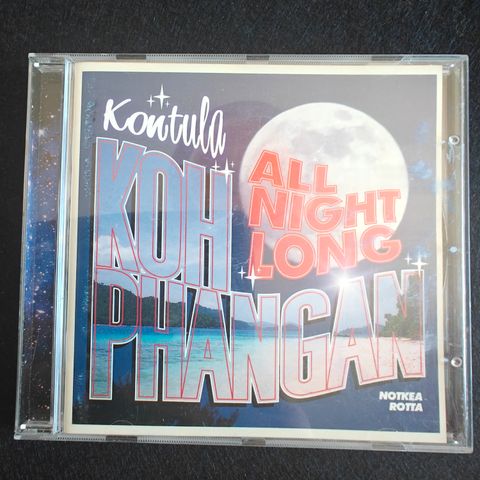 Kontula
KOH
PHANGAN
ALL
NIGHT
LONG
NOTKEA
ROTTA